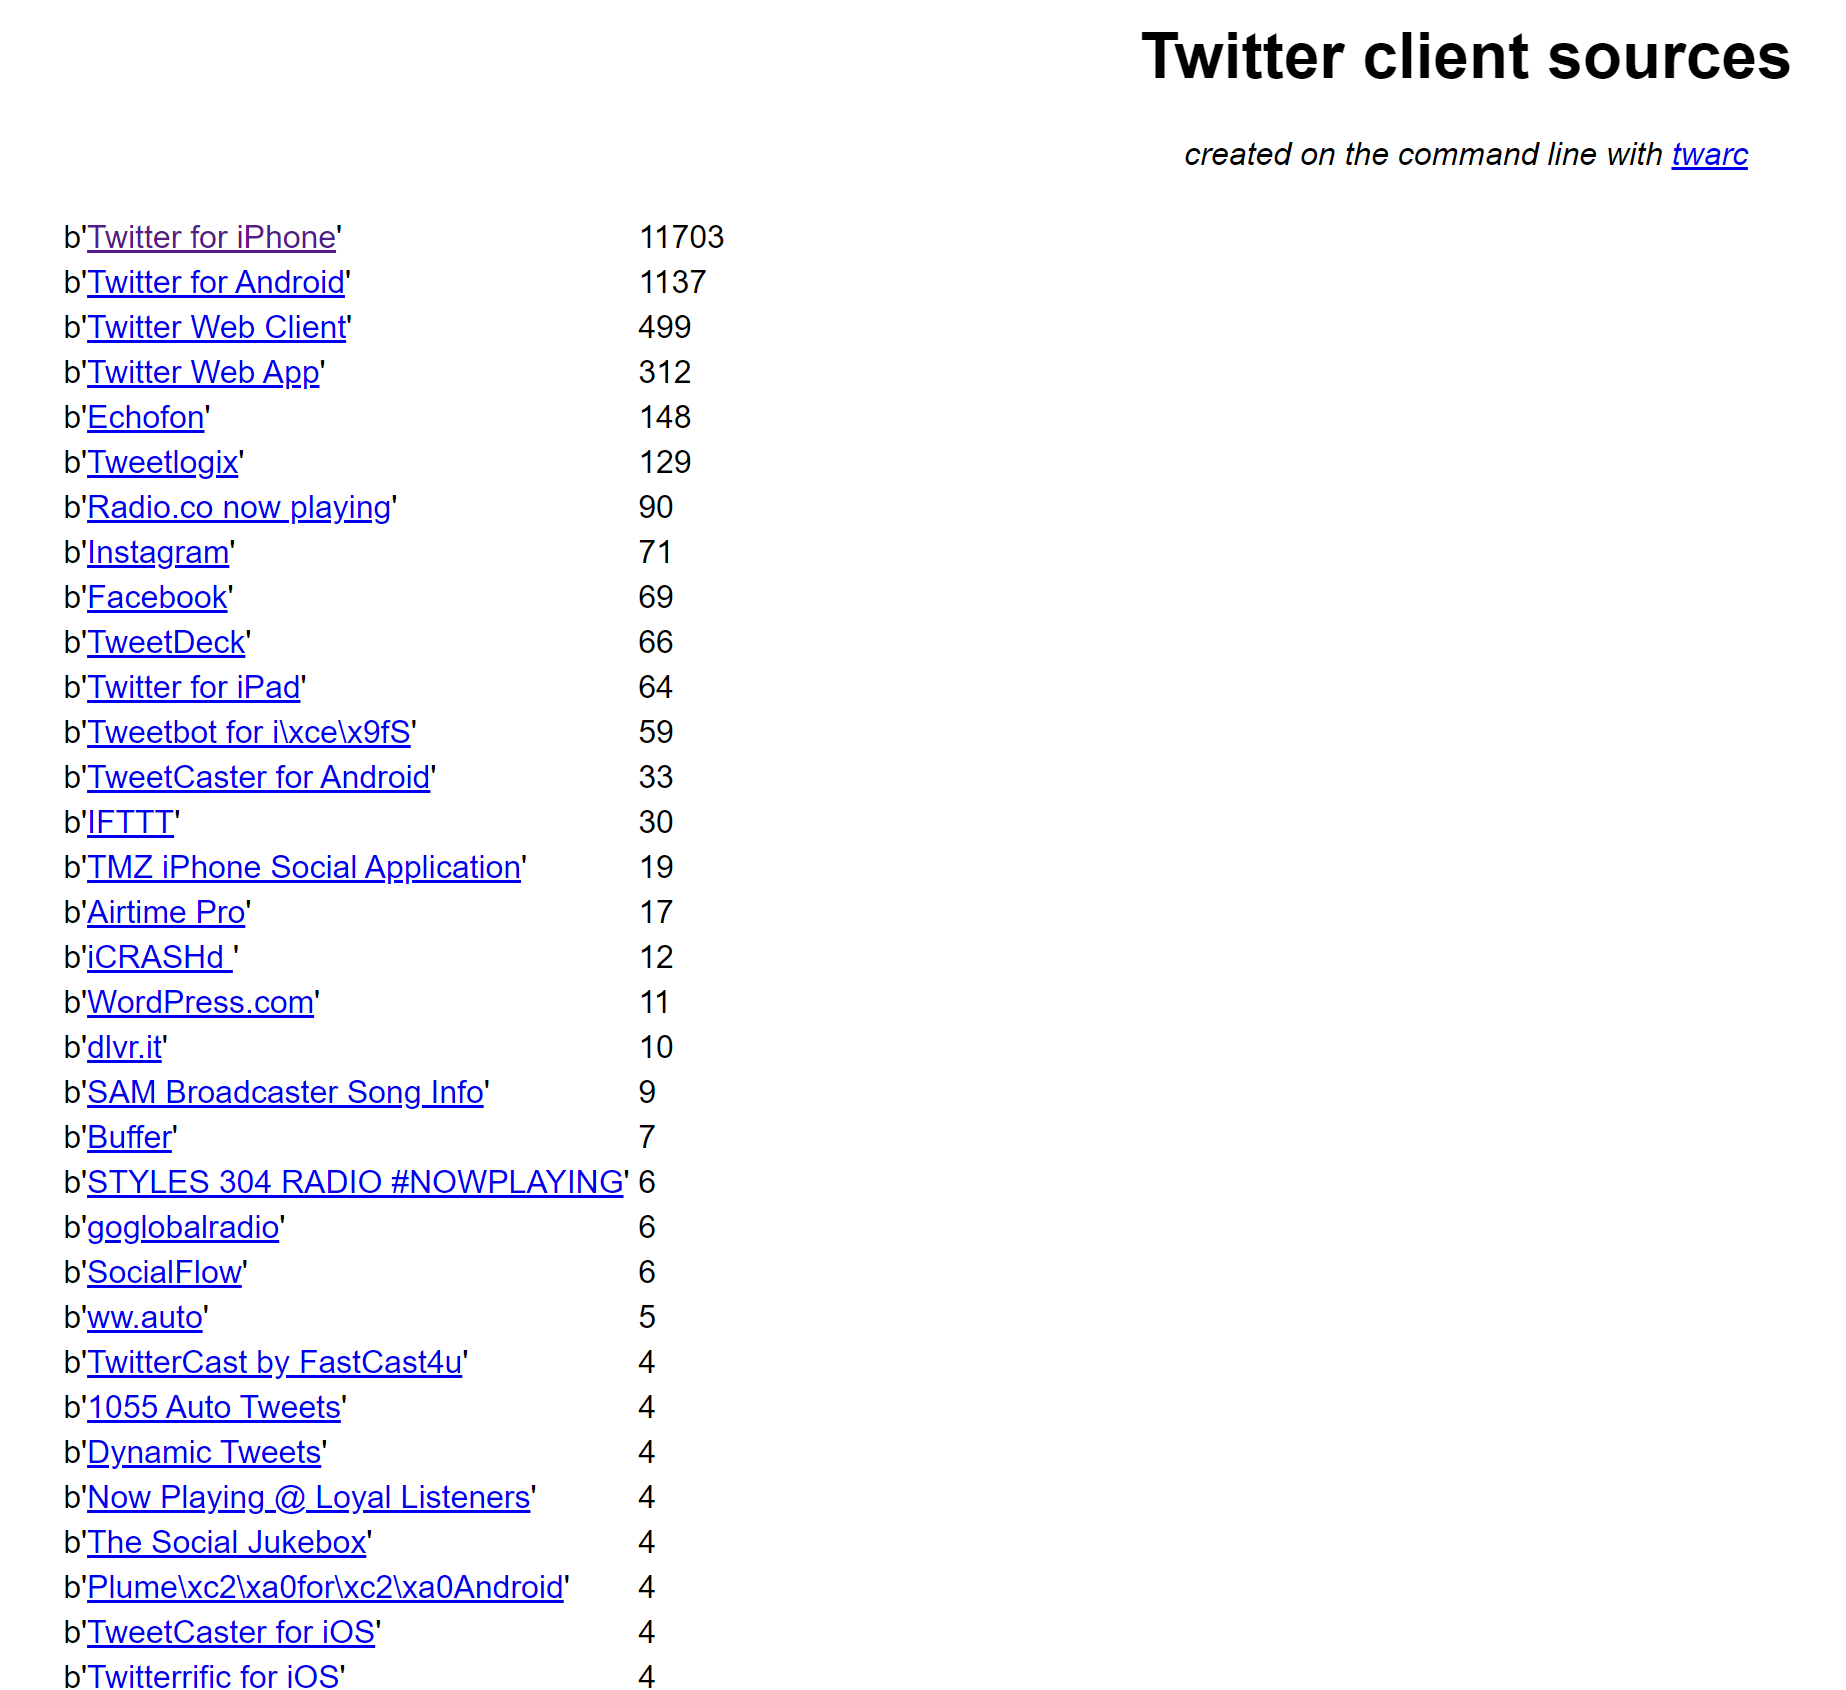 Twitter client sources
created on the command line with twarc
b'Twitter for iPhone' 11703
b'Twitter for Android' 1137
b'Twitter Web Client' 499
b'Twitter Web App' 312
b'Echofon' 148
b'Tweetlogix' 129
b'Radio.co now playing' 90
b'Instagram' 71
b'Facebook' 69
b'TweetDeck' 66
b'Twitter for iPad' 64
b'Tweetbot for i\xce\x9fS' 59
b'TweetCaster for Android' 33
b'IFTTT' 30
b'TMZ iPhone Social Application' 19
b'Airtime Pro' 17
b'iCRASHd ' 12
b'WordPress.com' 11
b'dlvr.it' 10
b'SAM Broadcaster Song Info' 9
b'Buffer' 7
b'STYLES 304 RADIO #NOWPLAYING' 6
b'goglobalradio' 6
b'SocialFlow' 6
b'ww.auto' 5
b'TwitterCast by FastCast4u' 4
b'1055 Auto Tweets' 4
b'Dynamic Tweets' 4
b'Now Playing @ Loyal Listeners' 4
b'The Social Jukebox' 4
b'Plume\xc2\xa0for\xc2\xa0Android' 4
b'TweetCaster for iOS' 4
b'Twitterrific for iOS' 4